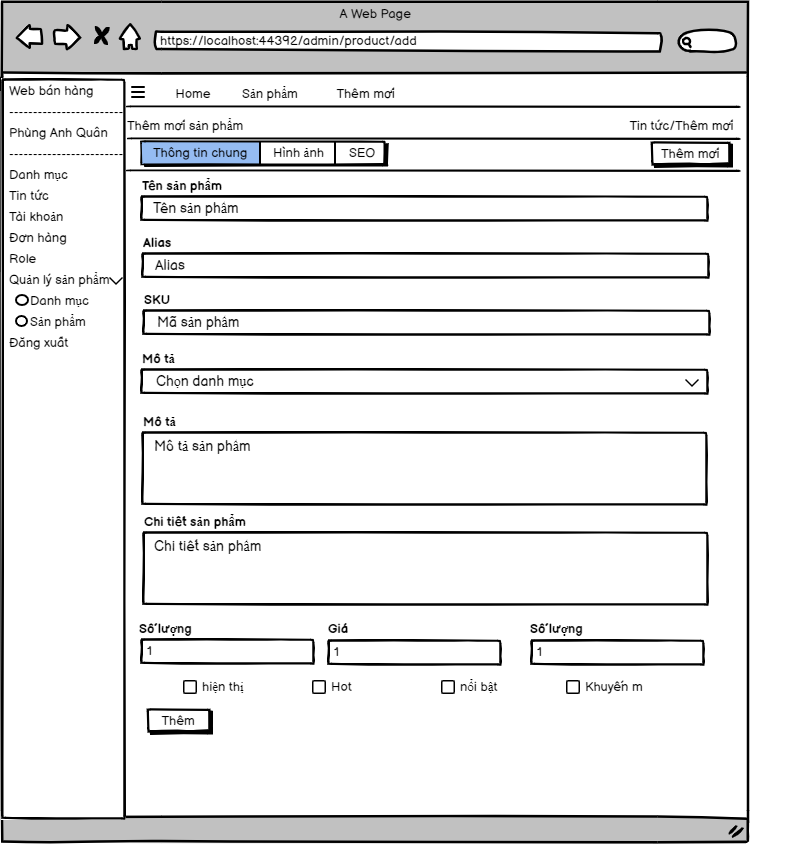 A Web Page
https://localhost:44392/admin/product/add
Web bán hàng
Phùng Anh Quân
Danh mục
Tin tức
Tài khoản
Đơn hàng
Role
Quản lý sản phẩm
Danh mục
Sản phẩm
Đăng xuất
Home Sản phẩm Thêm mới
Thêm mới sản phẩm Tin tức/Thêm mới
Thông tin chung Hình ảnh SEO Thêm mới
Tên sản phẩm
Tên sản phẩm
Alias
Alias
SKU
Mã sản phẩm
Mô tả
Chọn danh mục
Mô tả
Mô tả sản phẩm
Chi tiết sản phẩm
Chi tiết sản phẩm
Số lượng Giá Số lượng
1 1 1
hiện thị Hot nổi bật Khuyến m
Thêm